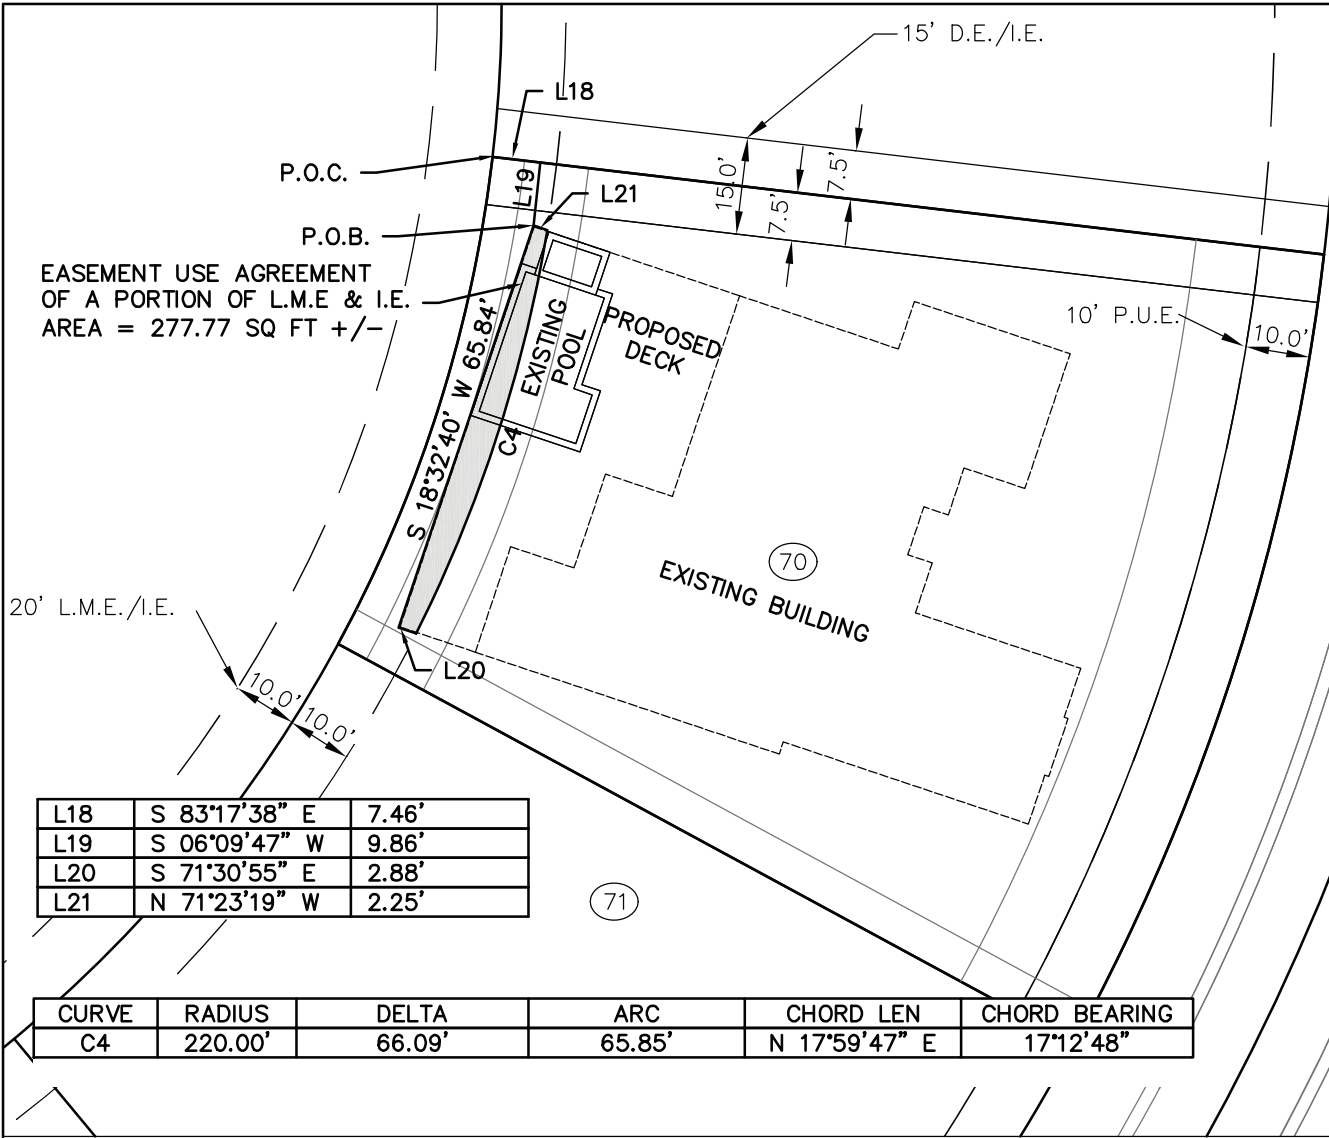 15' D.E./I.E.
L18
P.O.C.
L19
15.0'
7.5'
7.5'
L21
P.O.B.
EASEMENT USE AGREEMENT
OF A PORTION OF L.M.E & I.E.
AREA = 277.77 SQ FT +/-
10' P.U.E.
10.0'
S 18°32'40' W 65.84'
EXISTING
POOL
PROPOSED
DECK
C4
70
EXISTING BUILDING
20' L.M.E./I.E.
L20
10.0'
10.0'
L18 S 83°17'38" E 7.46'
L19 S 06°09'47" W 9.86'
L20 S 71°30'55" E 2.88'
L21 N 71°23'19" W 2.25'
71
CURVE RADIUS DELTA ARC CHORD LEN CHORD BEARING
C4 220.00' 66.09' 65.85' N 17°59'47" E 17°12'48"